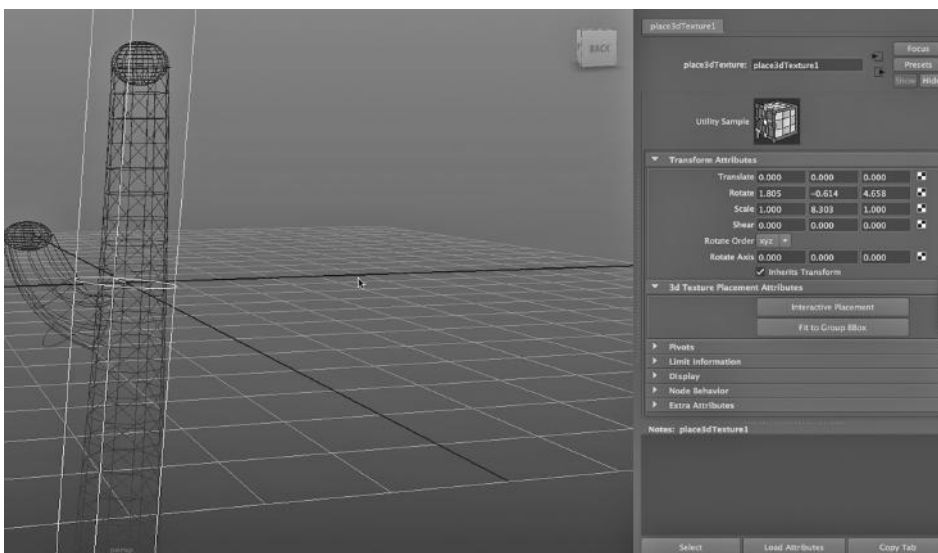 place3dTexture1
BACK
Focus
place3dTexture: place3dTexture1
Presets
Show Hide
Utility Sample
Transform Attributes
Translate 0.000 0.000 0.000
Rotate 1.805 -0.614 4.658
Scale 1.000 8.303 1.000
Shear 0.000 0.000 0.000
Rotate Order xyz
Rotate Axis 0.000 0.000 0.000
Inherits Transform
3d Texture Placement Attributes
Interactive Placement
Fit to Group BBox
Pivots
Limit Information
Display
Node Behavior
Extra Attributes
Notes: place3dTexture1
persp
Select Load Attributes Copy Tab